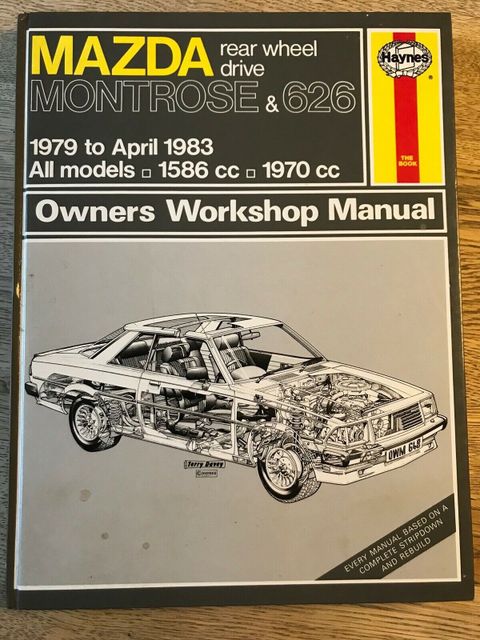 MAZDA rear wheel drive
MONTROSE & 626
Haynes
®
THE BOOK
1979 to April 1983
All models □ 1586 cc □ 1970 cc
Owners Workshop Manual
Terry Davey
OWM 649
EVERY MANUAL BASED ON A
COMPLETE STRIPDOWN
AND REBUILD